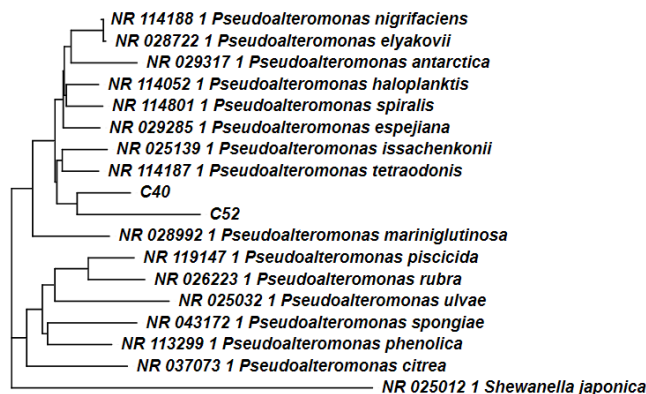 NR 114188 1 Pseudoalteromonas nigrifaciens
NR 028722 1 Pseudoalteromonas elyakovii
NR 029317 1 Pseudoalteromonas antarctica
NR 114052 1 Pseudoalteromonas haloplanktis
NR 114801 1 Pseudoalteromonas spiralis
NR 029285 1 Pseudoalteromonas espejiana
NR 025139 1 Pseudoalteromonas issachenkonii
NR 114187 1 Pseudoalteromonas tetraodonis
C40
C52
NR 028992 1 Pseudoalteromonas mariniglutinosa
NR 119147 1 Pseudoalteromonas piscicida
NR 026223 1 Pseudoalteromonas rubra
NR 025032 1 Pseudoalteromonas ulvae
NR 043172 1 Pseudoalteromonas spongiae
NR 113299 1 Pseudoalteromonas phenolica
NR 037073 1 Pseudoalteromonas citrea
NR 025012 1 Shewanella japonica